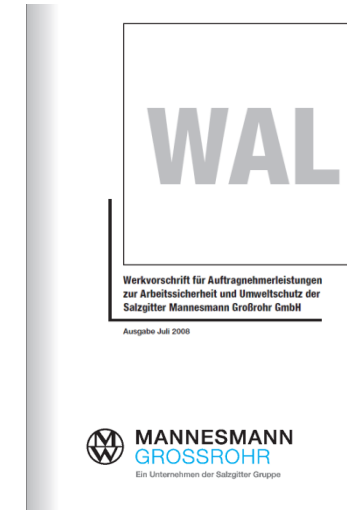 WAL
Werkvorschrift für Auftragnehmerleistungen
zur Arbeitssicherheit und Umweltschutz der
Salzgitter Mannesmann Großrohr GmbH
Ausgabe Juli 2008
MW
MANNESMANN
GROSSROHR
Ein Unternehmen der Salzgitter Gruppe